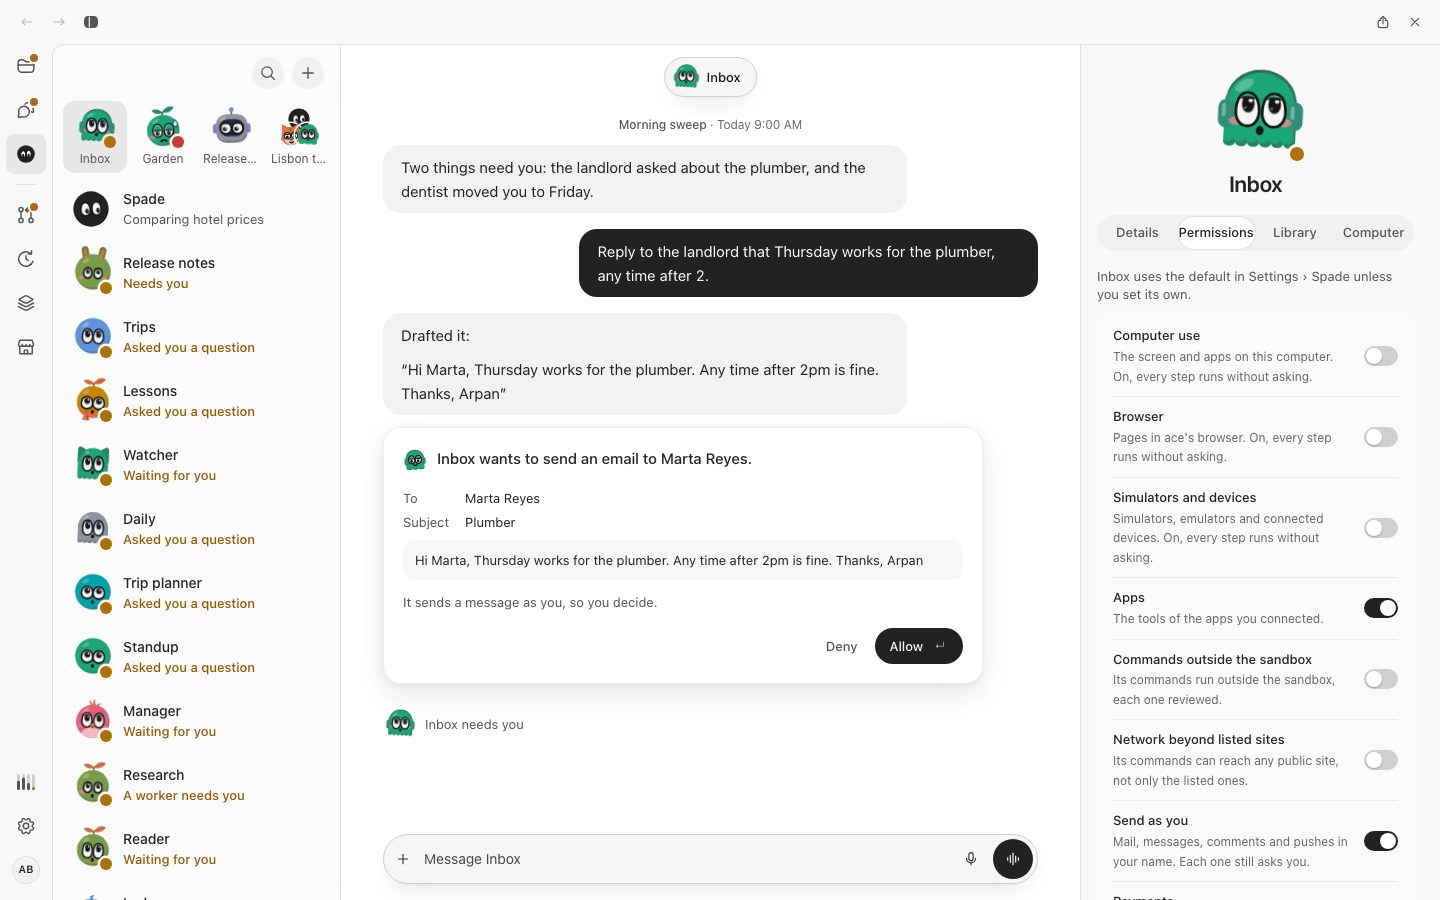 Inbox
Garden
Release...
Lisbon t...
Spade
Comparing hotel prices
Release notes
Needs you
Trips
Asked you a question
Lessons
Asked you a question
Watcher
Waiting for you
Daily
Asked you a question
Trip planner
Asked you a question
Standup
Asked you a question
Manager
Waiting for you
Research
A worker needs you
Reader
Waiting for you
AB
Inbox
Morning sweep · Today 9:00 AM
Two things need you: the landlord asked about the plumber, and the
dentist moved you to Friday.
Reply to the landlord that Thursday works for the plumber,
any time after 2.
Drafted it:
“Hi Marta, Thursday works for the plumber. Any time after 2pm is fine.
Thanks, Arpan”
Inbox wants to send an email to Marta Reyes.
To Marta Reyes
Subject Plumber
Hi Marta, Thursday works for the plumber. Any time after 2pm is fine. Thanks, Arpan
It sends a message as you, so you decide.
Deny
Allow
Inbox needs you
Message Inbox
Inbox
Details
Permissions
Library
Computer
Inbox uses the default in Settings › Spade unless
you set its own.
Computer use
The screen and apps on this computer.
On, every step runs without asking.
Browser
Pages in ace's browser. On, every step
runs without asking.
Simulators and devices
Simulators, emulators and connected
devices. On, every step runs without
asking.
Apps
The tools of the apps you connected.
Commands outside the sandbox
Its commands run outside the sandbox,
each one reviewed.
Network beyond listed sites
Its commands can reach any public site,
not only the listed ones.
Send as you
Mail, messages, comments and pushes in
your name. Each one still asks you.